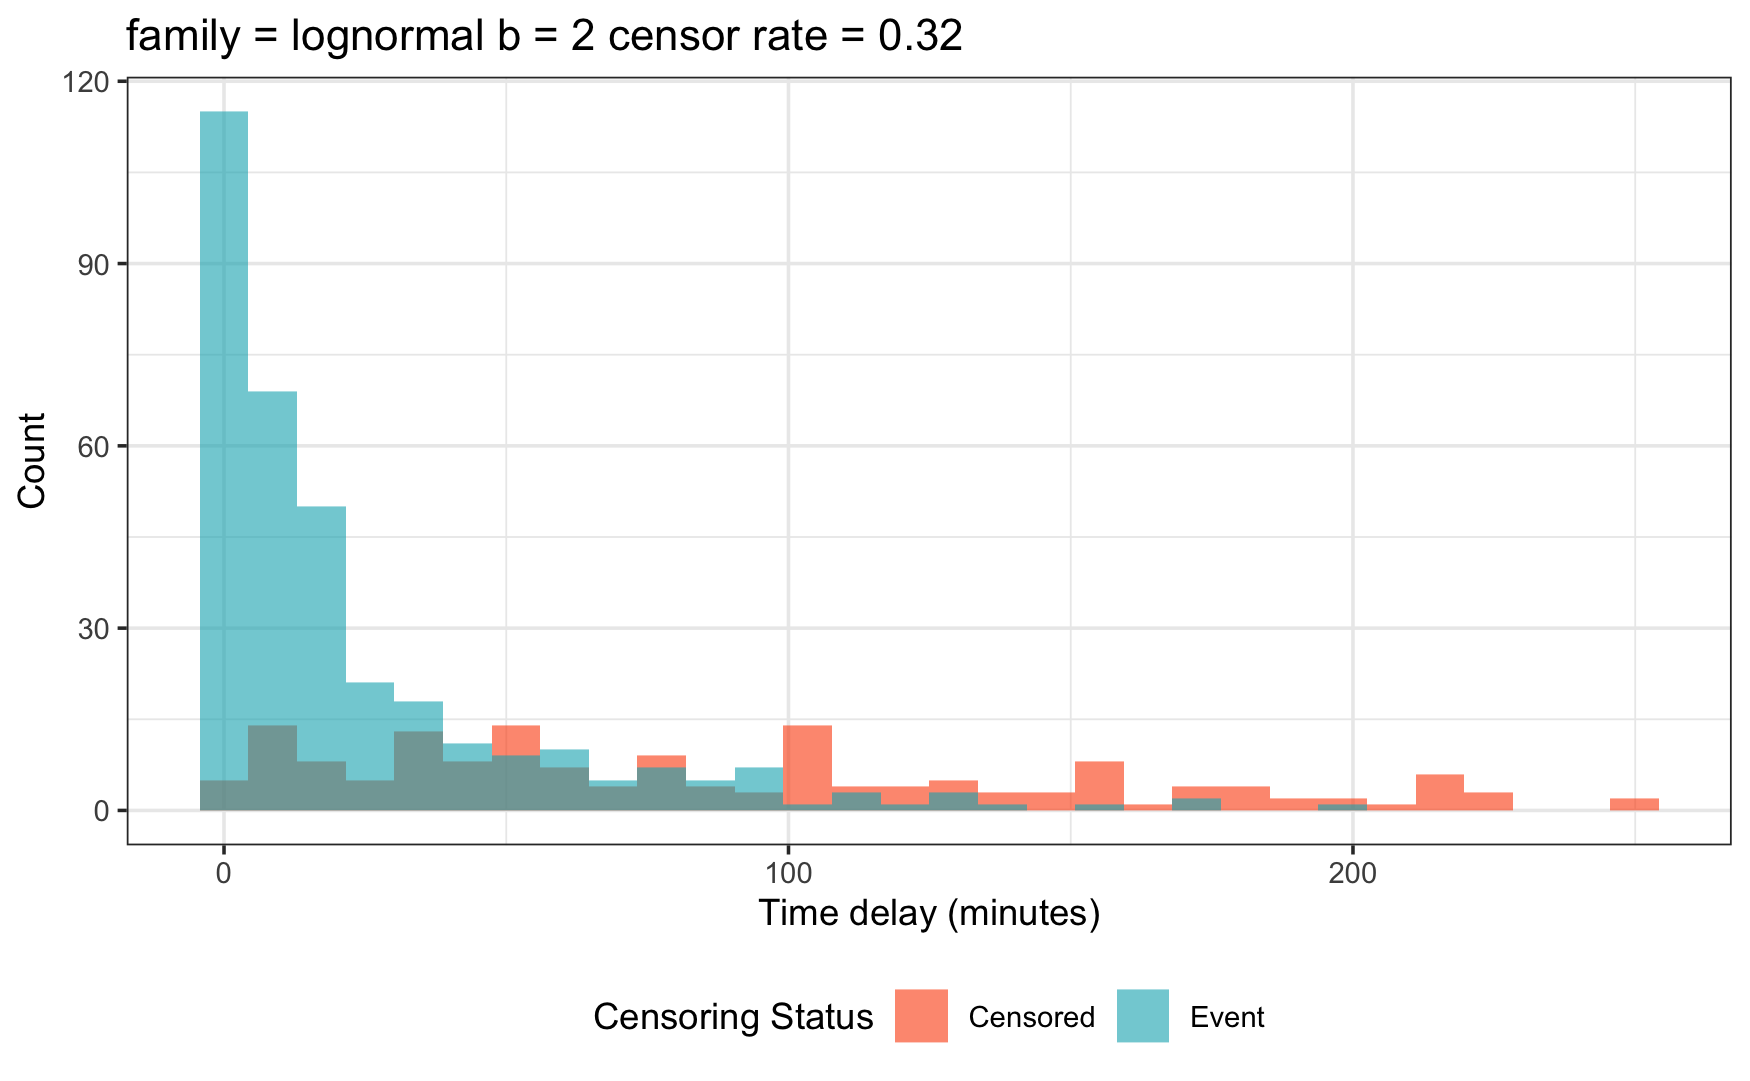 family = lognormal b = 2 censor rate = 0.32
120
90
60
30
0
Count
0 100 200
Time delay (minutes)
Censoring Status Censored Event